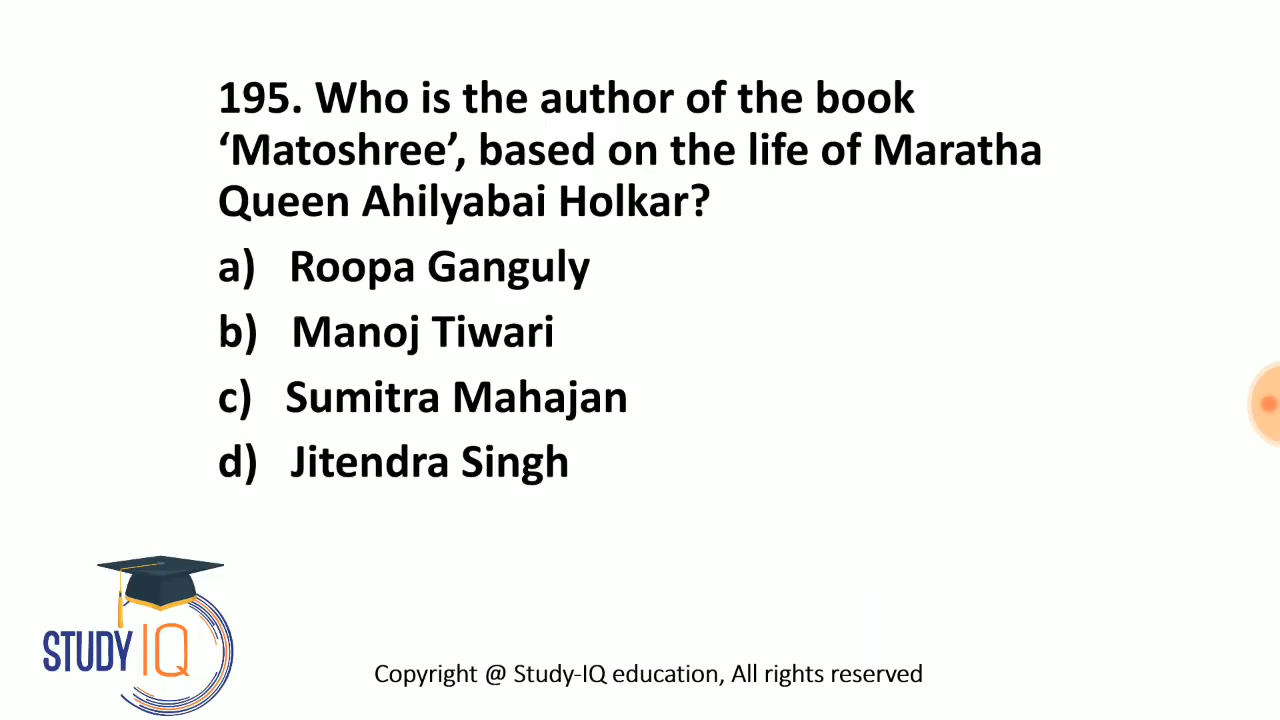 195. Who is the author of the book
‘Matoshree’, based on the life of Maratha
Queen Ahilyabai Holkar?
a) Roopa Ganguly
b) Manoj Tiwari
c) Sumitra Mahajan
d) Jitendra Singh
STUDY IQ
Copyright @ Study-IQ education, All rights reserved